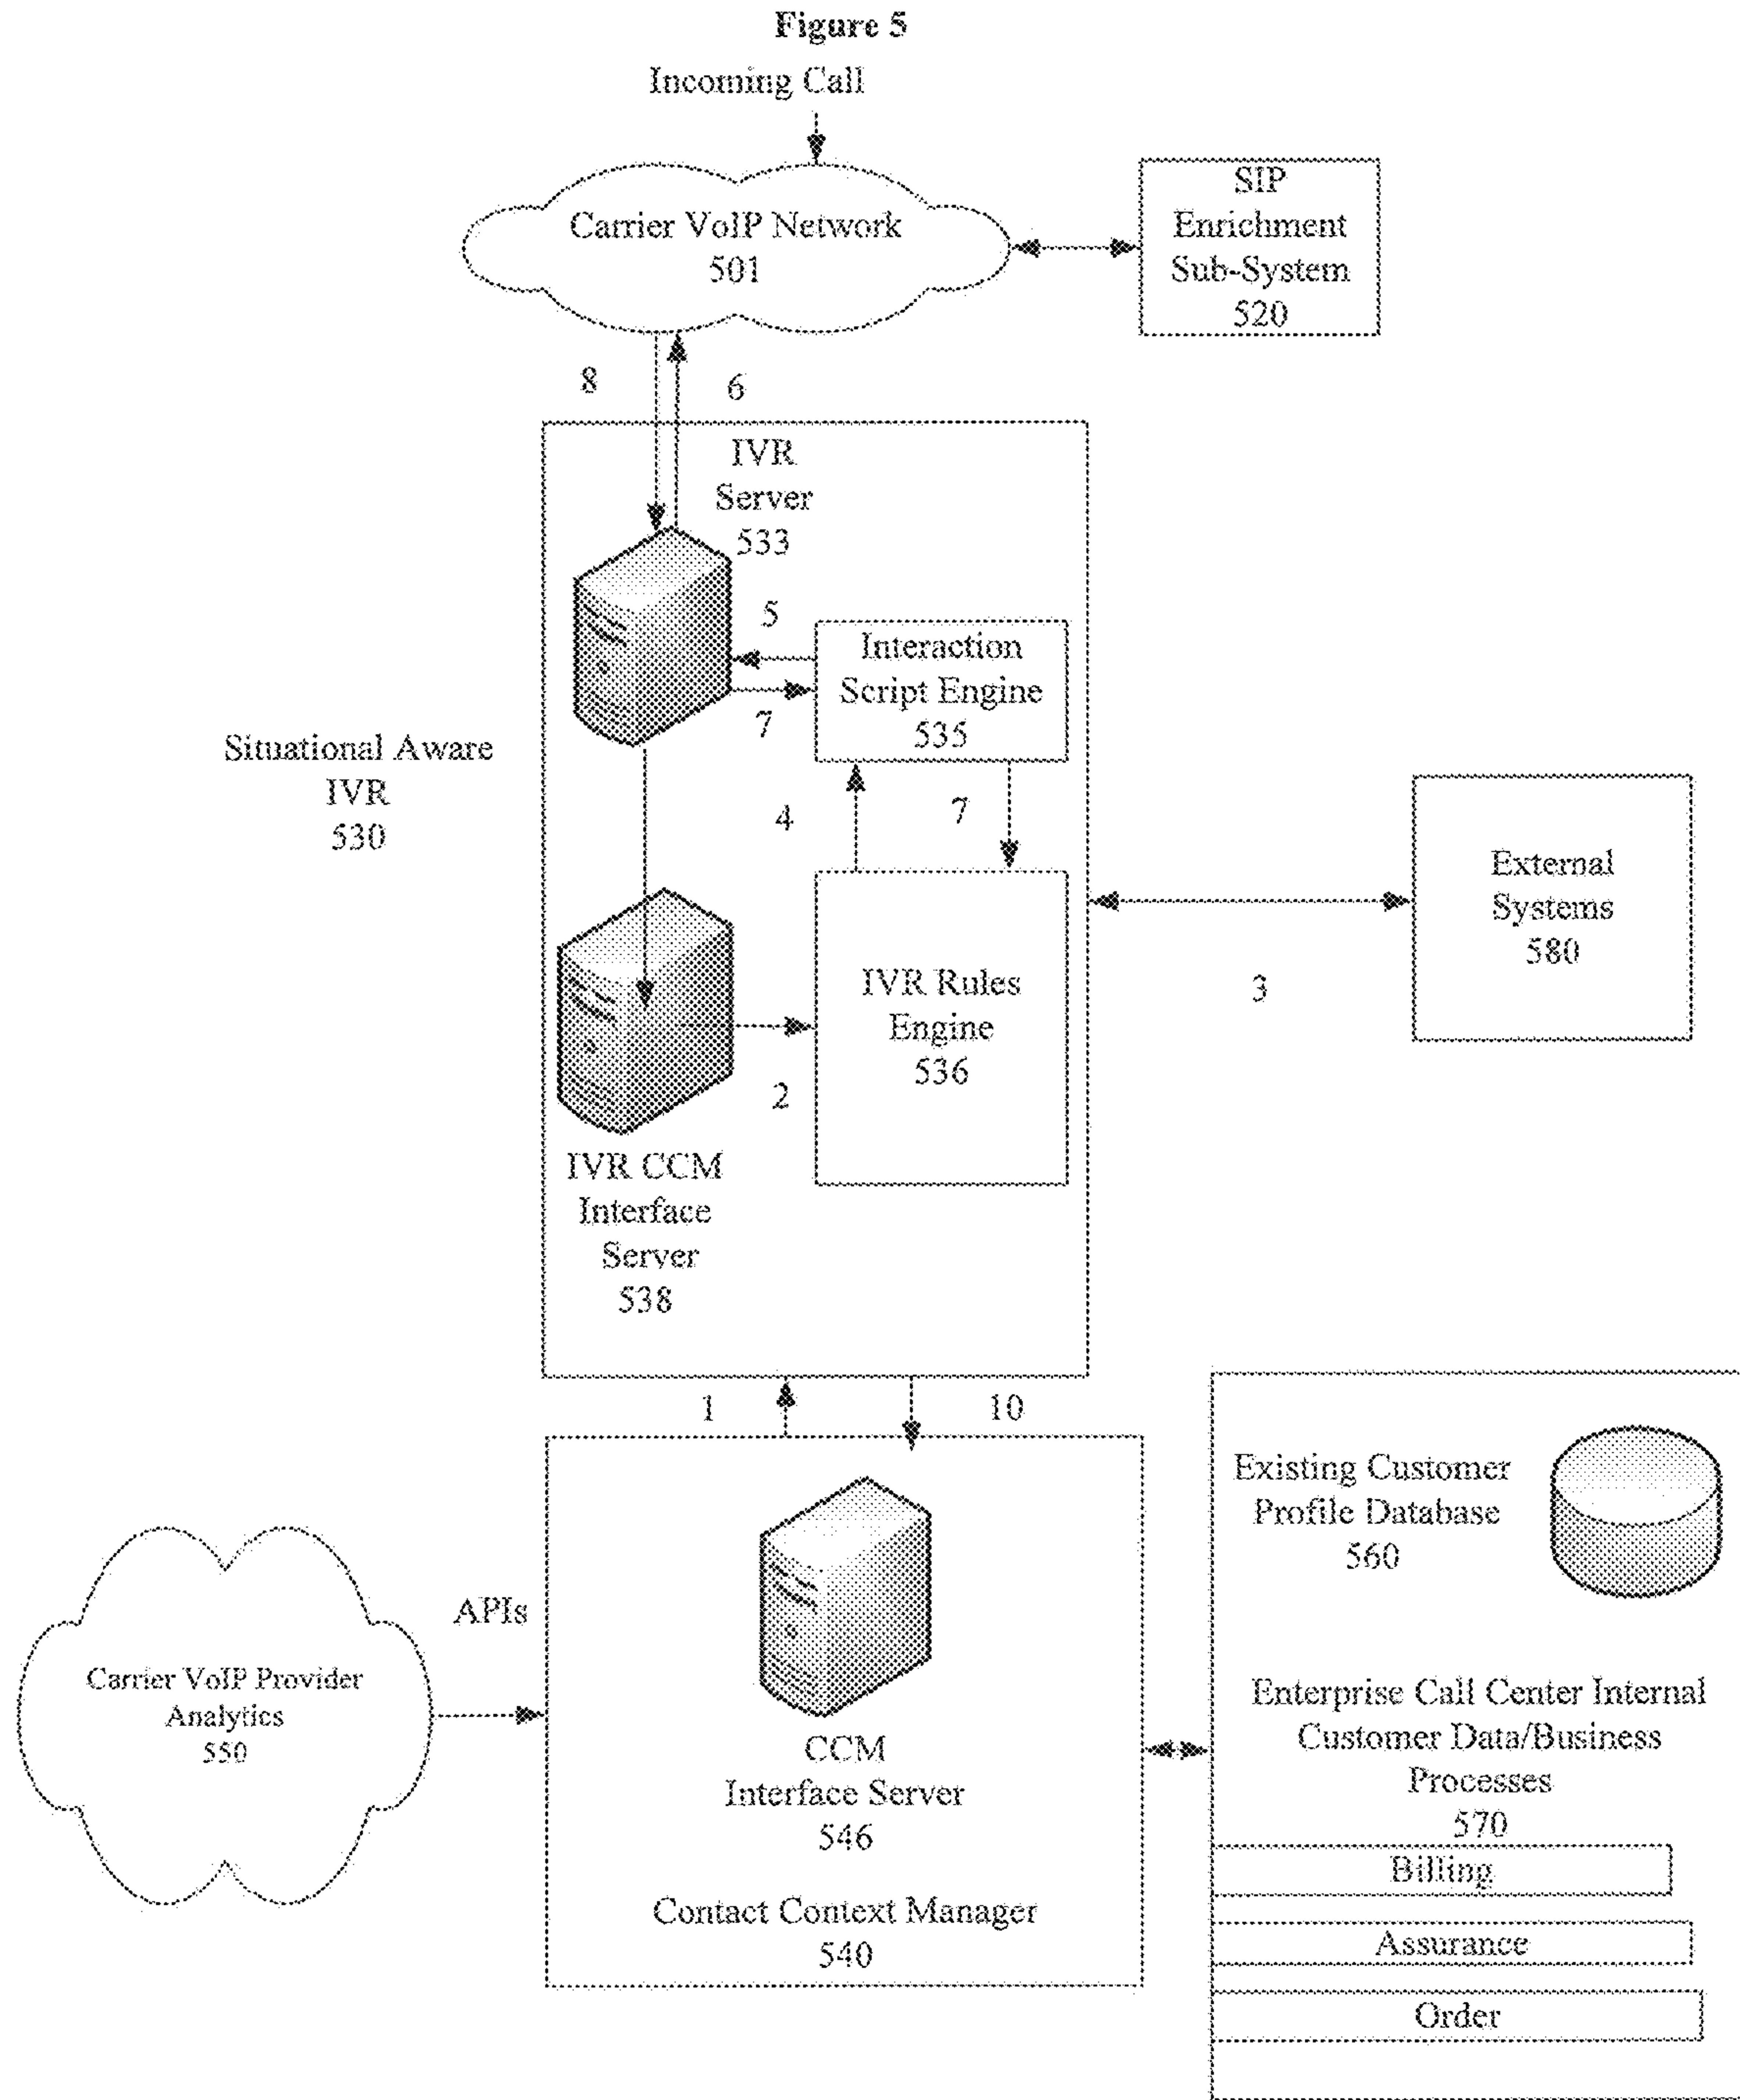 Figure 5
Incoming Call
Carrier VoIP Network
501
SIP
Enrichment
Sub-System
520
8
6
IVR
Server
533
5
7
Interaction
Script Engine
535
Situational Aware
IVR
530
4
7
External
Systems
580
3
IVR Rules
Engine
536
2
IVR CCM
Interface
Server
538
1
10
Existing Customer
Profile Database
560
APIs
Carrier VoIP Provider
Analytics
550
CCM
Interface Server
546
Contact Context Manager
540
Enterprise Call Center Internal
Customer Data/Business
Processes
570
Billing
Assurance
Order